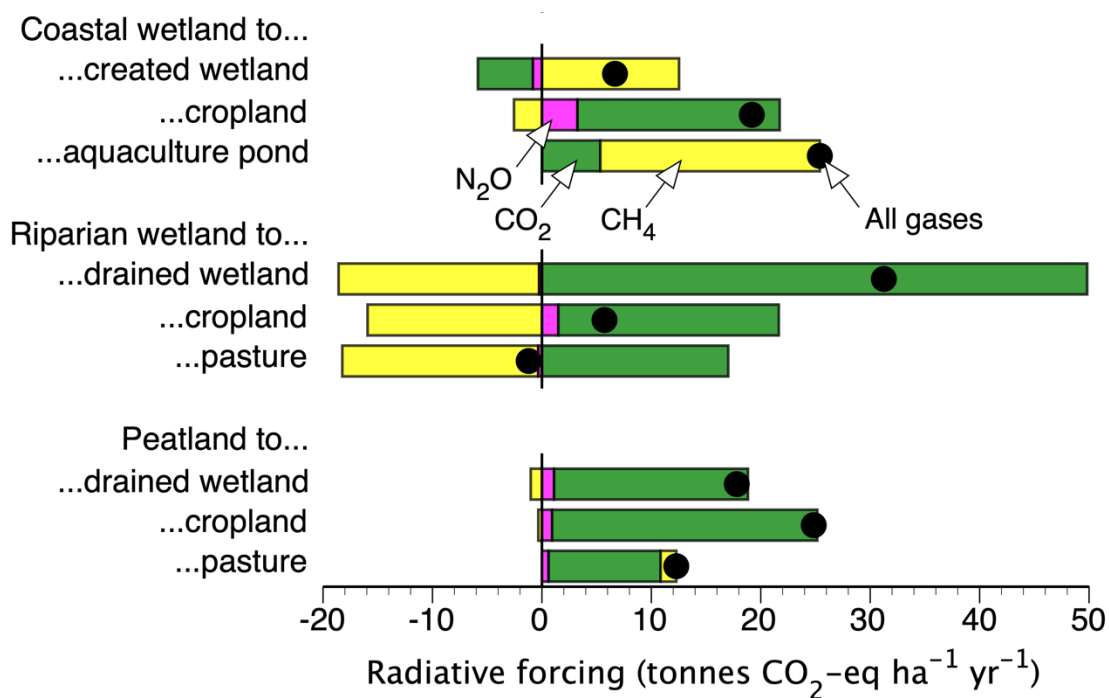 Coastal wetland to...
...created wetland
...cropland
...aquaculture pond
N₂O
CO₂
CH₄
All gases
Riparian wetland to...
...drained wetland
...cropland
...pasture
Peatland to...
...drained wetland
...cropland
...pasture
-20 -10 0 10 20 30 40 50
Radiative forcing (tonnes CO₂-eq ha⁻¹ yr⁻¹)